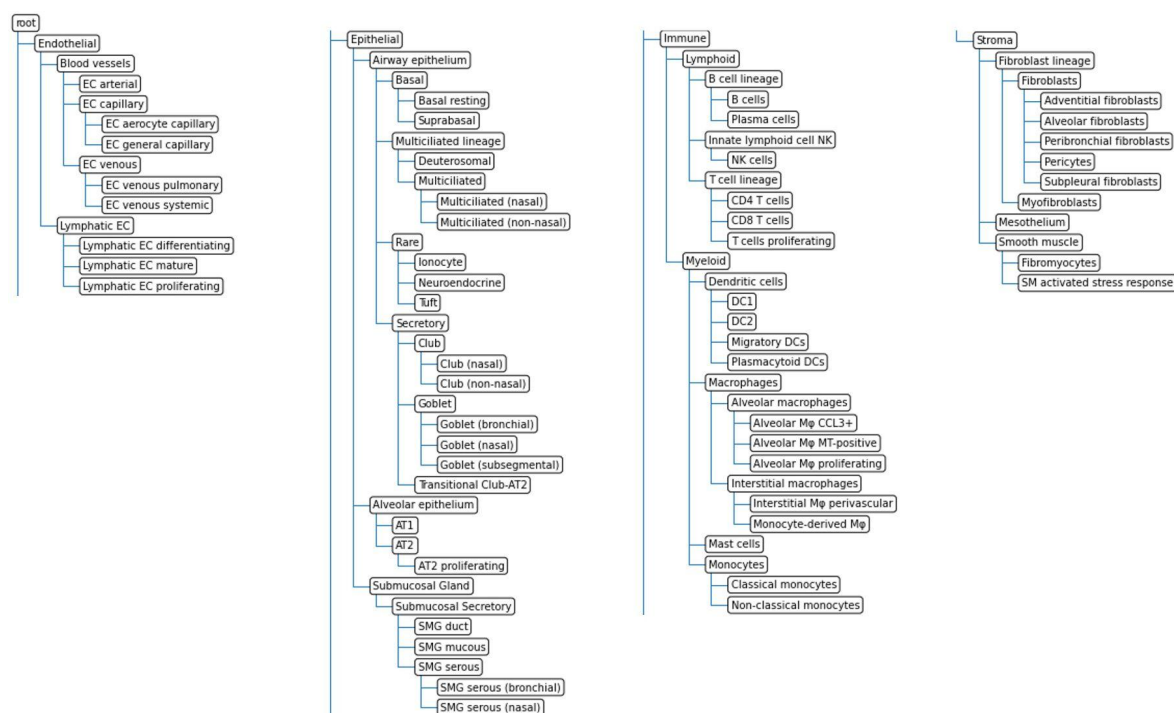 root
Endothelial
Blood vessels
EC arterial
EC capillary
EC aerocyte capillary
EC general capillary
EC venous
EC venous pulmonary
EC venous systemic
Lymphatic EC
Lymphatic EC differentiating
Lymphatic EC mature
Lymphatic EC proliferating
Epithelial
Airway epithelium
Basal
Basal resting
Suprabasal
Multiciliated lineage
Deuterosomal
Multiciliated
Multiciliated (nasal)
Multiciliated (non-nasal)
Rare
Ionocyte
Neuroendocrine
Tuft
Secretory
Club
Club (nasal)
Club (non-nasal)
Goblet
Goblet (bronchial)
Goblet (nasal)
Goblet (subsegmental)
Transitional Club-AT2
Alveolar epithelium
AT1
AT2
AT2 proliferating
Submucosal Gland
Submucosal Secretory
SMG duct
SMG mucous
SMG serous
SMG serous (bronchial)
SMG serous (nasal)
Immune
Lymphoid
B cell lineage
B cells
Plasma cells
Innate lymphoid cell NK
NK cells
T cell lineage
CD4 T cells
CD8 T cells
T cells proliferating
Myeloid
Dendritic cells
DC1
DC2
Migratory DCs
Plasmacytoid DCs
Macrophages
Alveolar macrophages
Alveolar Mφ CCL3+
Alveolar Mφ MT-positive
Alveolar Mφ proliferating
Interstitial macrophages
Interstitial Mφ perivascular
Monocyte-derived Mφ
Mast cells
Monocytes
Classical monocytes
Non-classical monocytes
Stroma
Fibroblast lineage
Fibroblasts
Adventitial fibroblasts
Alveolar fibroblasts
Peribronchial fibroblasts
Pericytes
Subpleural fibroblasts
Myofibroblasts
Mesothelium
Smooth muscle
Fibromyocytes
SM activated stress response